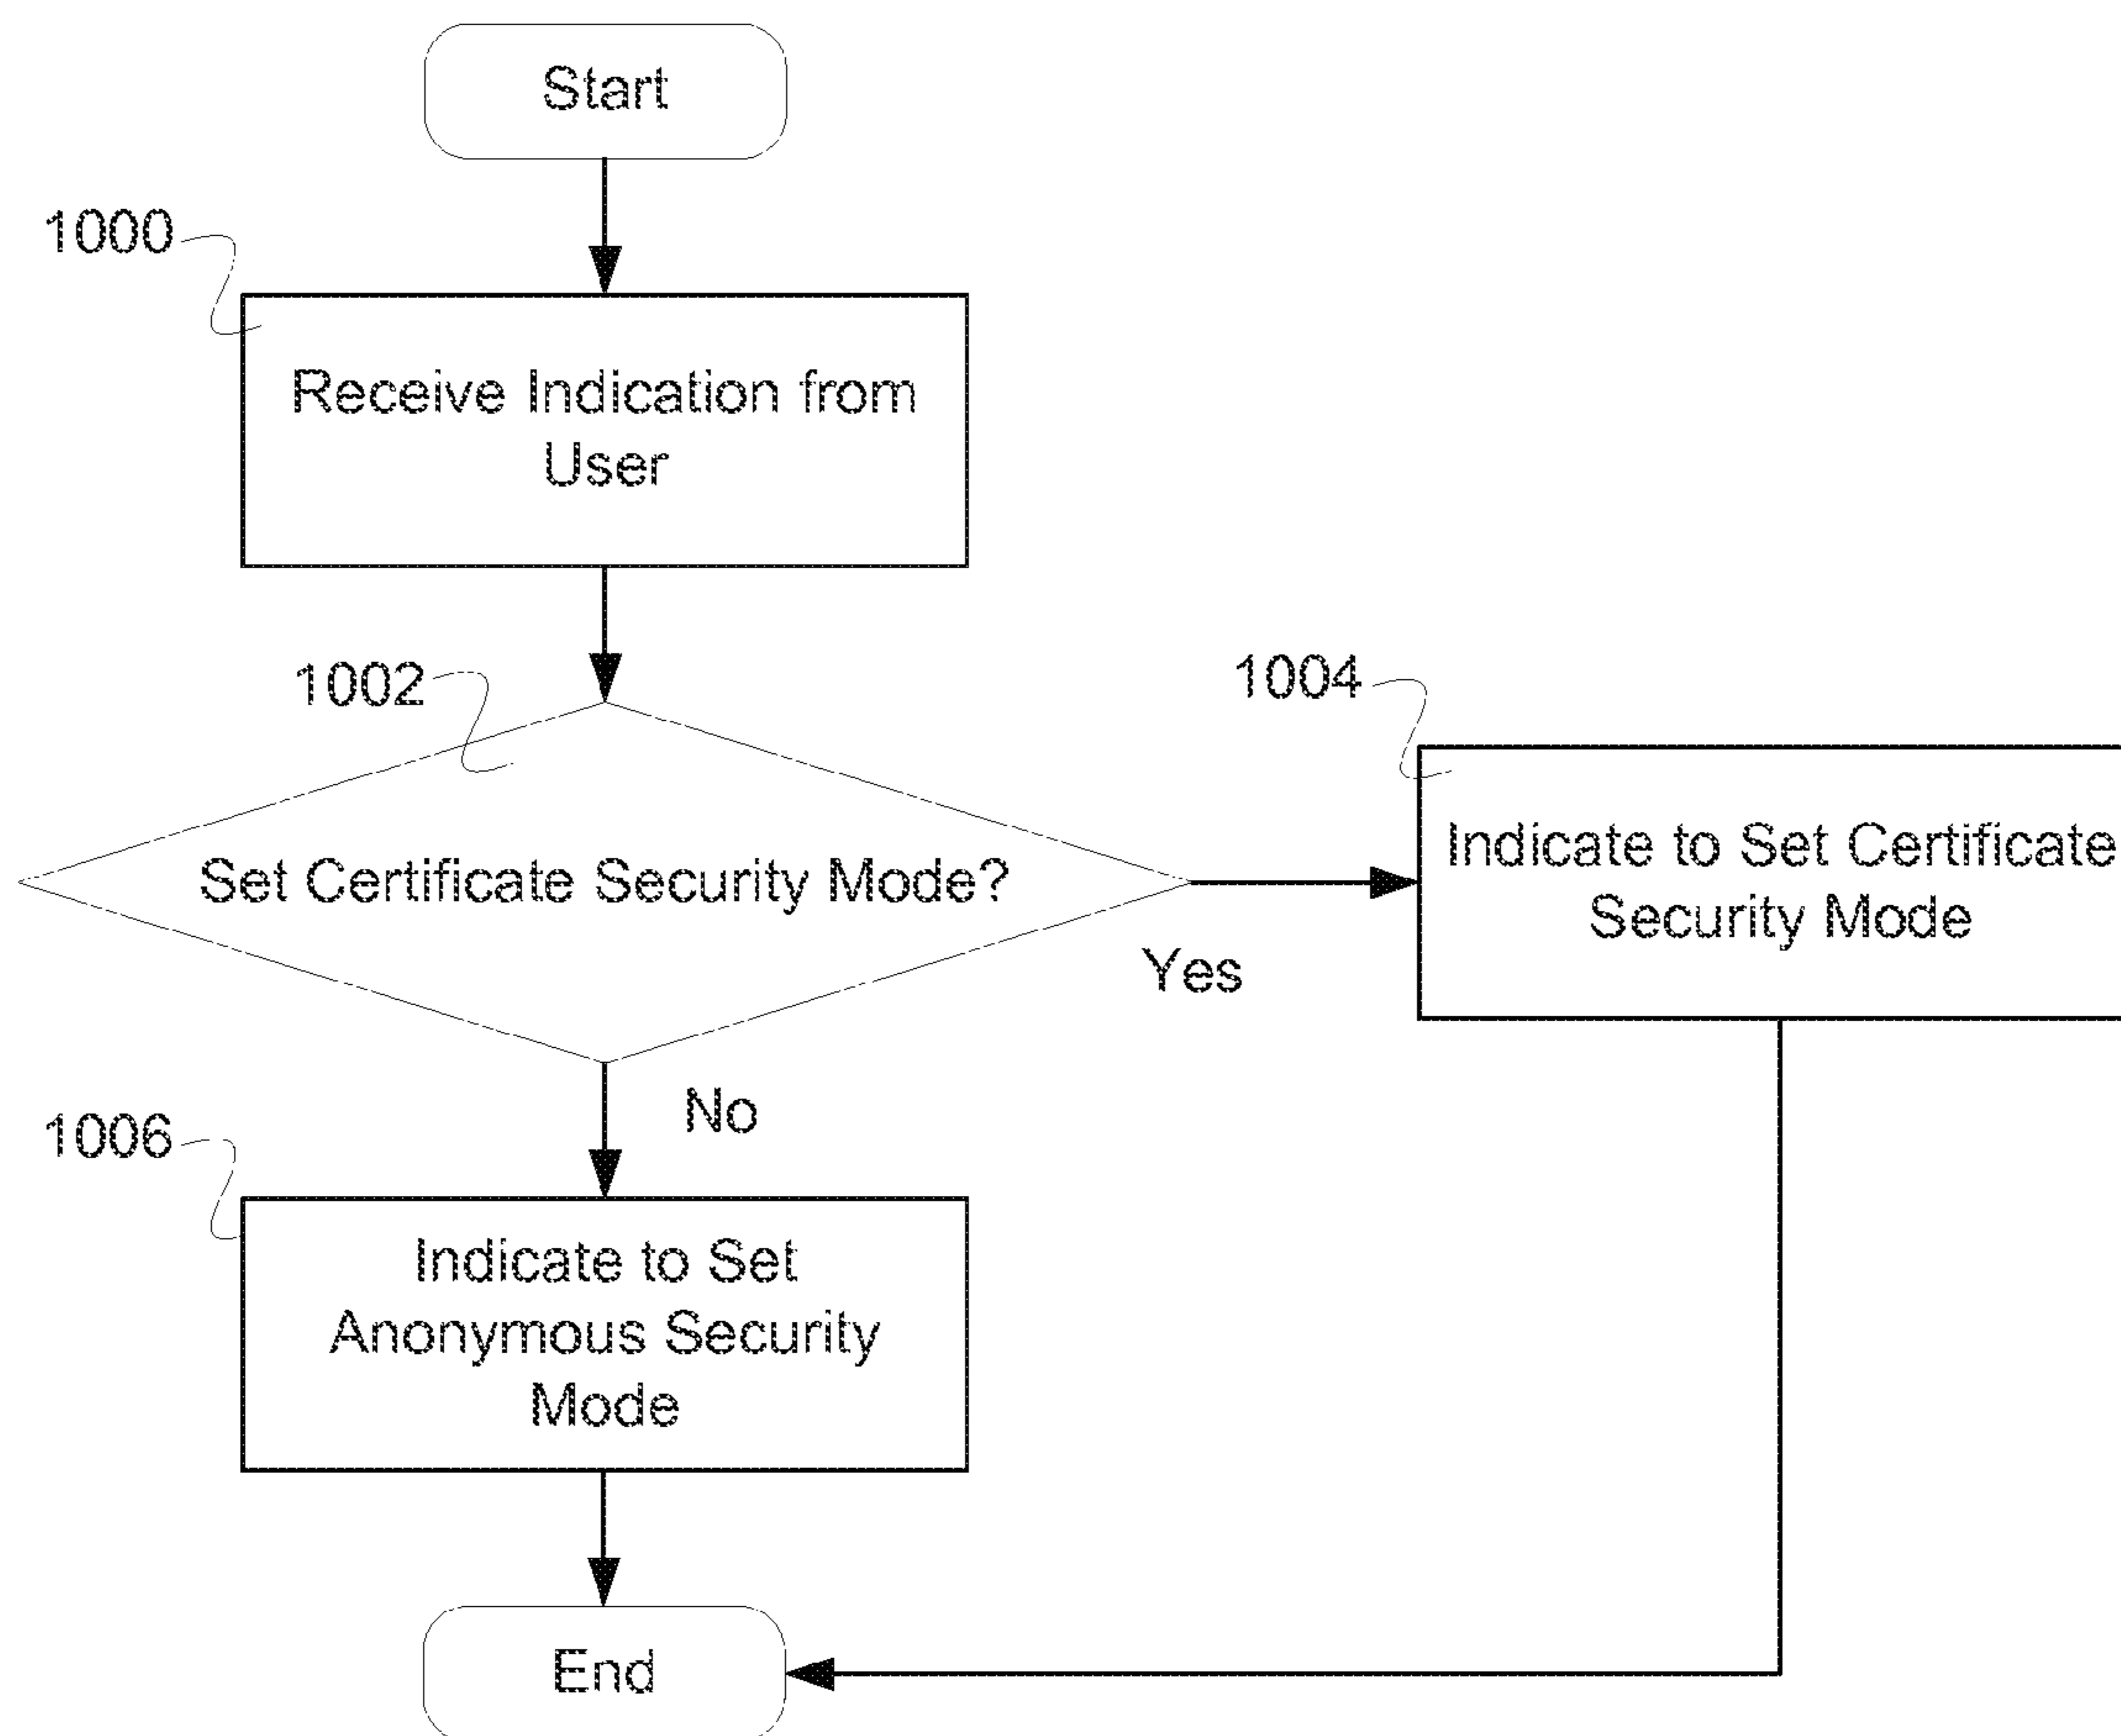 Start
1000
Receive Indication from
User
1002
Set Certificate Security Mode?
Yes
1004
Indicate to Set Certificate
Security Mode
No
1006
Indicate to Set
Anonymous Security
Mode
End